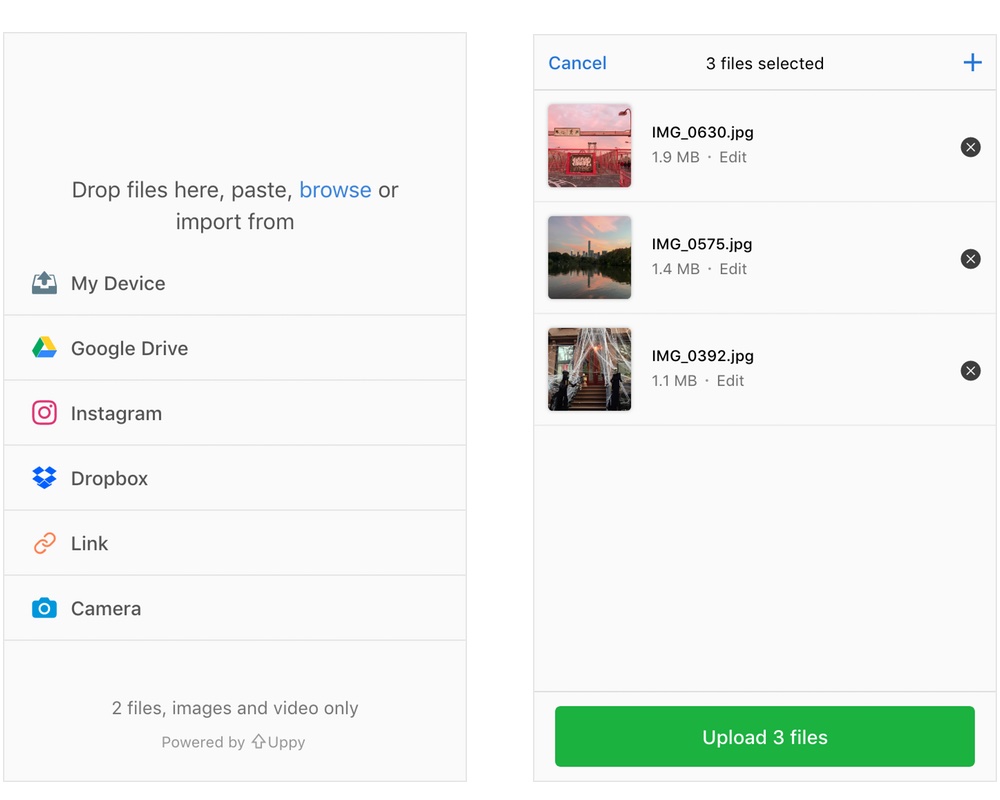 Drop files here, paste, browse or
import from
My Device
Google Drive
Instagram
Dropbox
Link
Camera
2 files, images and video only
Powered by Uppy
Cancel
3 files selected
+
IMG_0630.jpg
1.9 MB · Edit
IMG_0575.jpg
1.4 MB · Edit
IMG_0392.jpg
1.1 MB · Edit
Upload 3 files